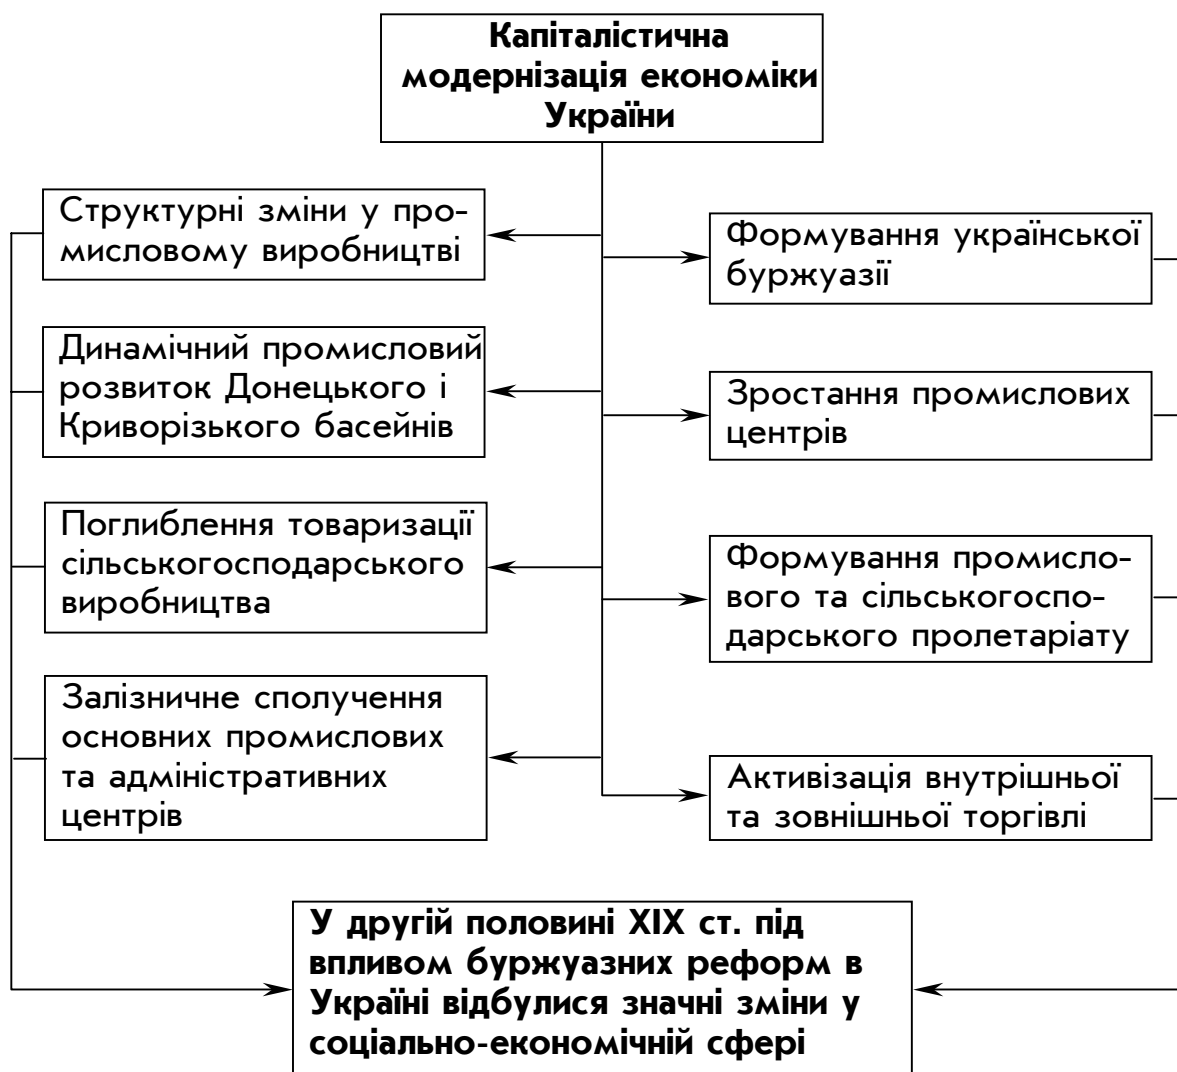 Капіталістична
модернізація економіки
України
Структурні зміни у про-
мисловому виробництві
Динамічний промисловий
розвиток Донецького і
Криворізького басейнів
Поглиблення товаризації
сільськогосподарського
виробництва
Залізничне сполучення
основних промислових
та адміністративних
центрів
Формування української
буржуазії
Зростання промислових
центрів
Формування промисло-
вого та сільськогоспо-
дарського пролетаріату
Активізація внутрішньої
та зовнішньої торгівлі
У другій половині XIX ст. під
впливом буржуазних реформ в
Україні відбулися значні зміни у
соціально-економічній сфері